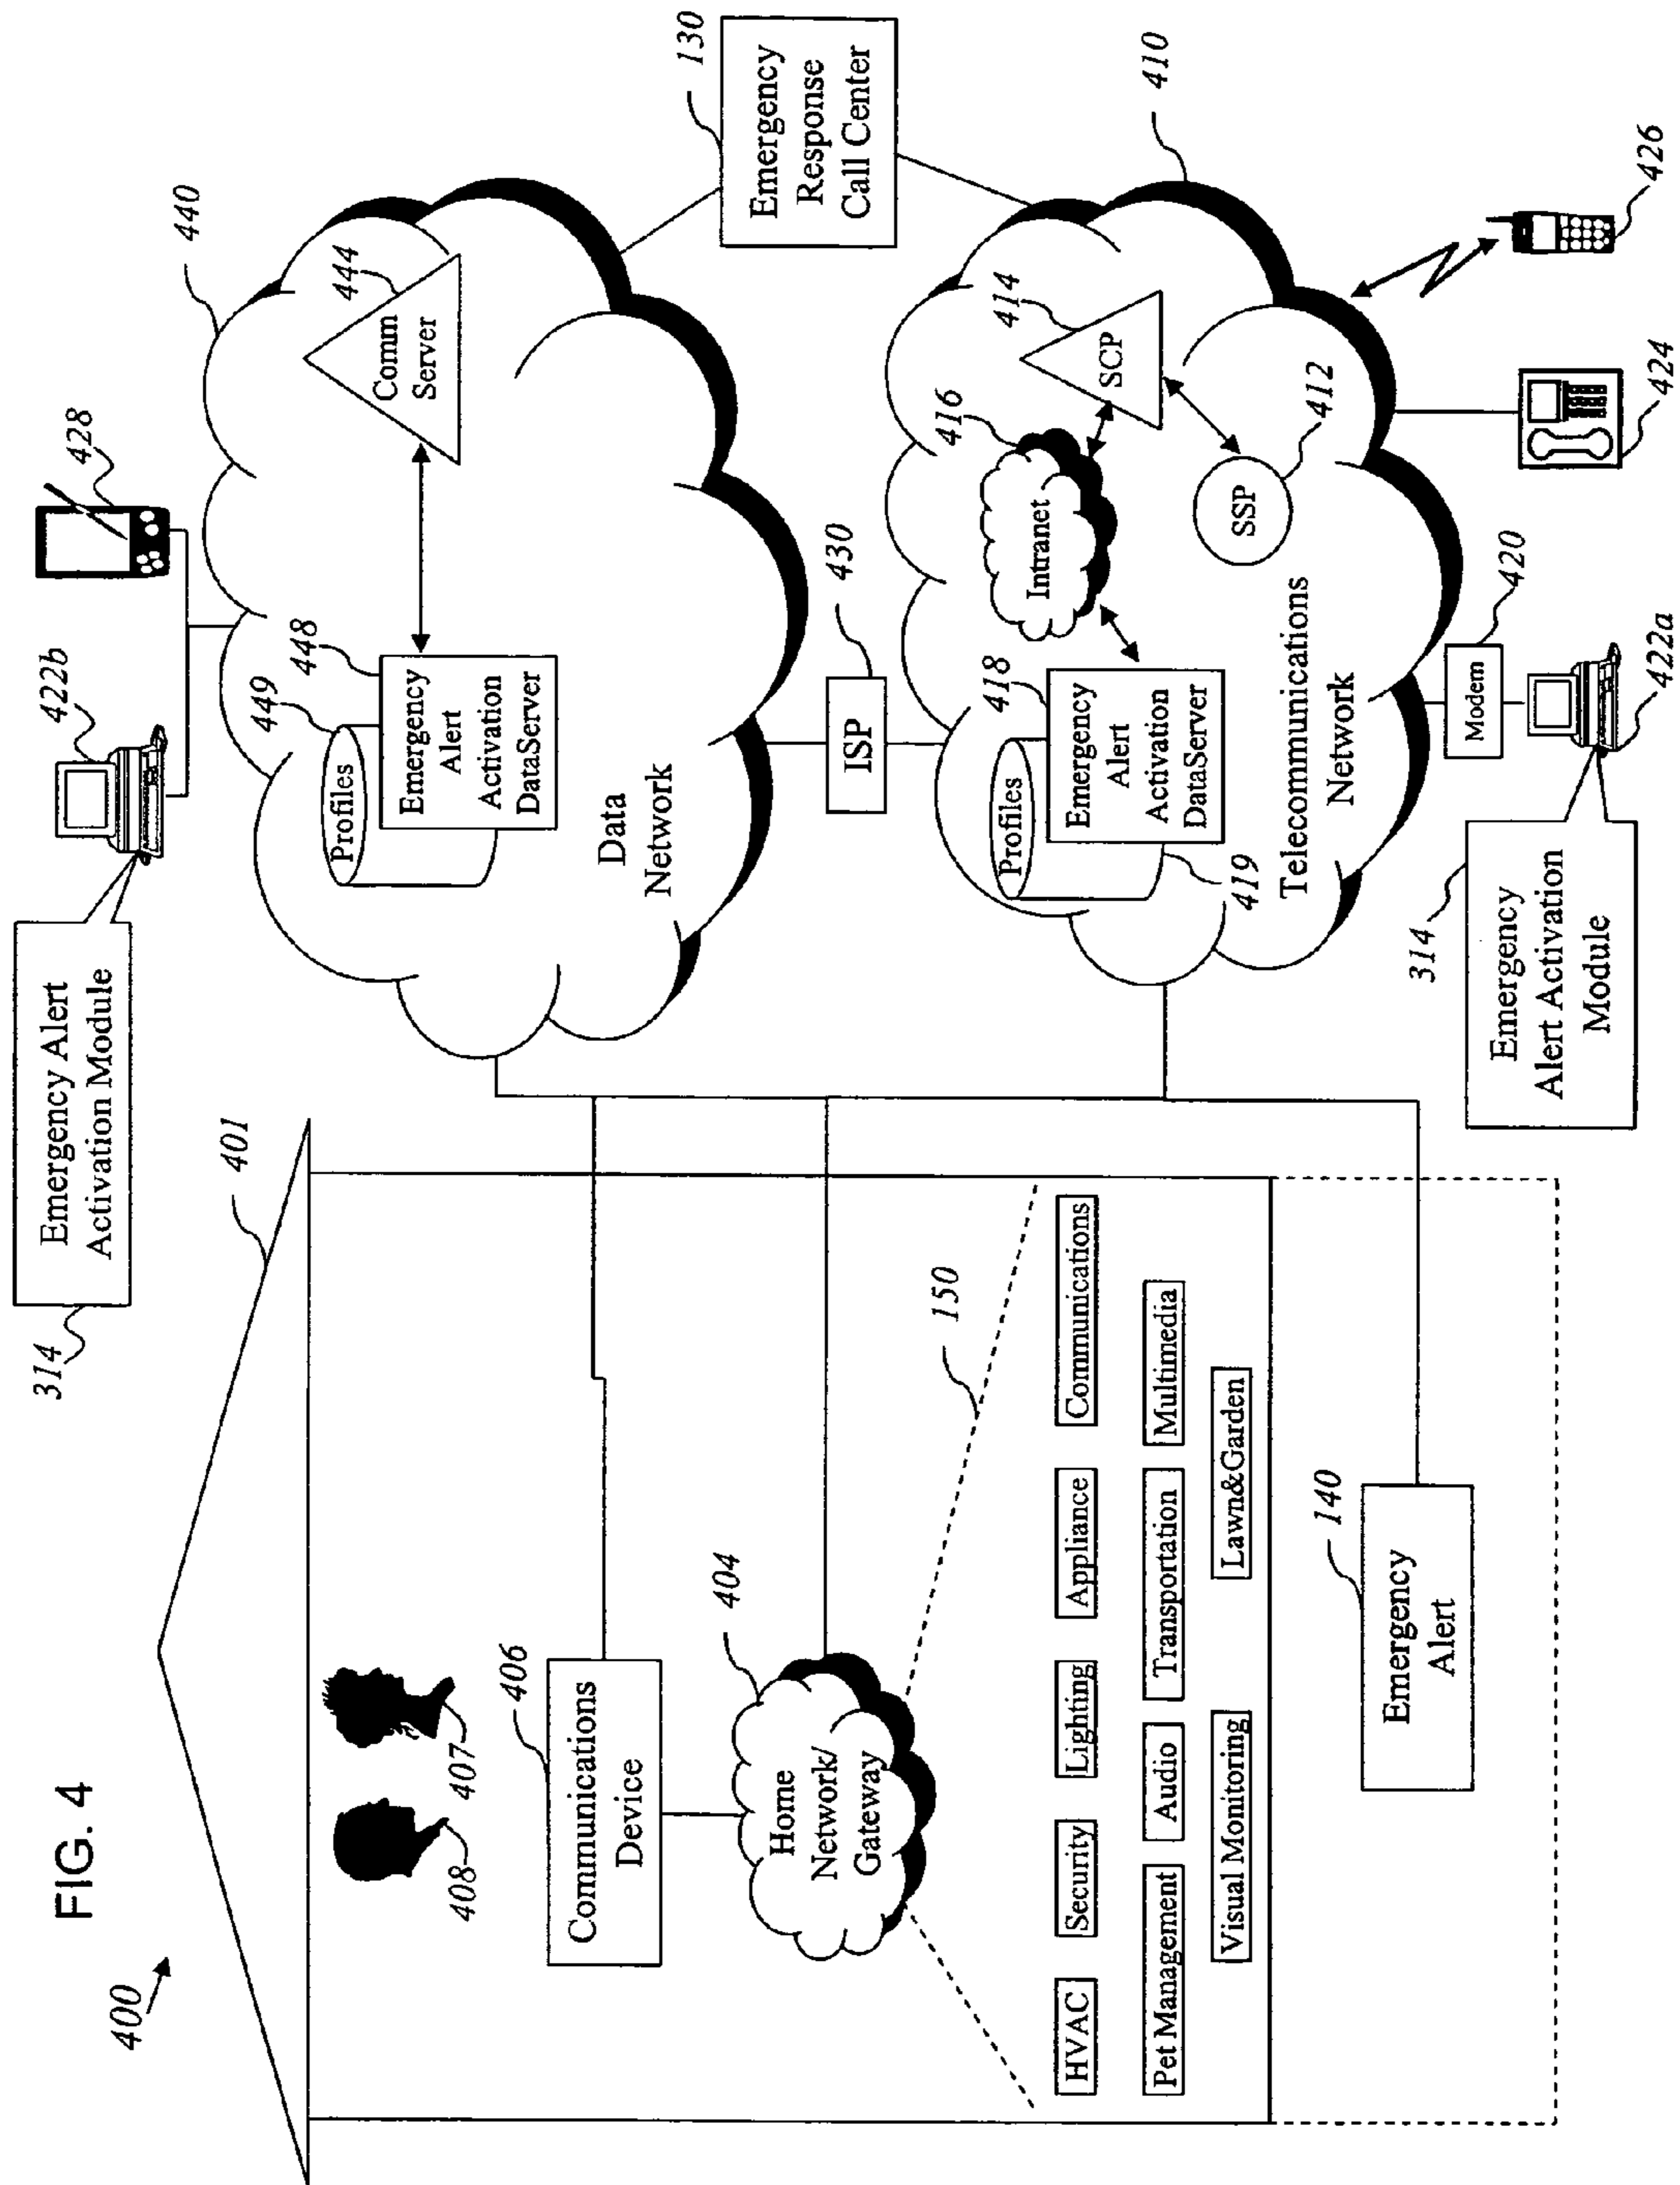 FIG. 4
400
401
408
407
406
Communications
Device
404
Home
Network/
Gateway
150
HVAC
Security
Lighting
Appliance
Communications
Pet Management
Audio
Transportation
Multimedia
Visual Monitoring
Lawn&Garden
140
Emergency
Alert
314
Emergency Alert
Activation Module
422b
428
440
449
448
Profiles
Emergency
Alert
Activation
DataServer
444
Comm
Server
Data
Network
130
Emergency
Response
Call Center
430
ISP
410
416
414
Intranet
SCP
412
SSP
418
Profiles
Emergency
Alert
Activation
DataServer
419
Telecommunications
Network
420
Modem
422a
424
426
314
Emergency
Alert Activation
Module